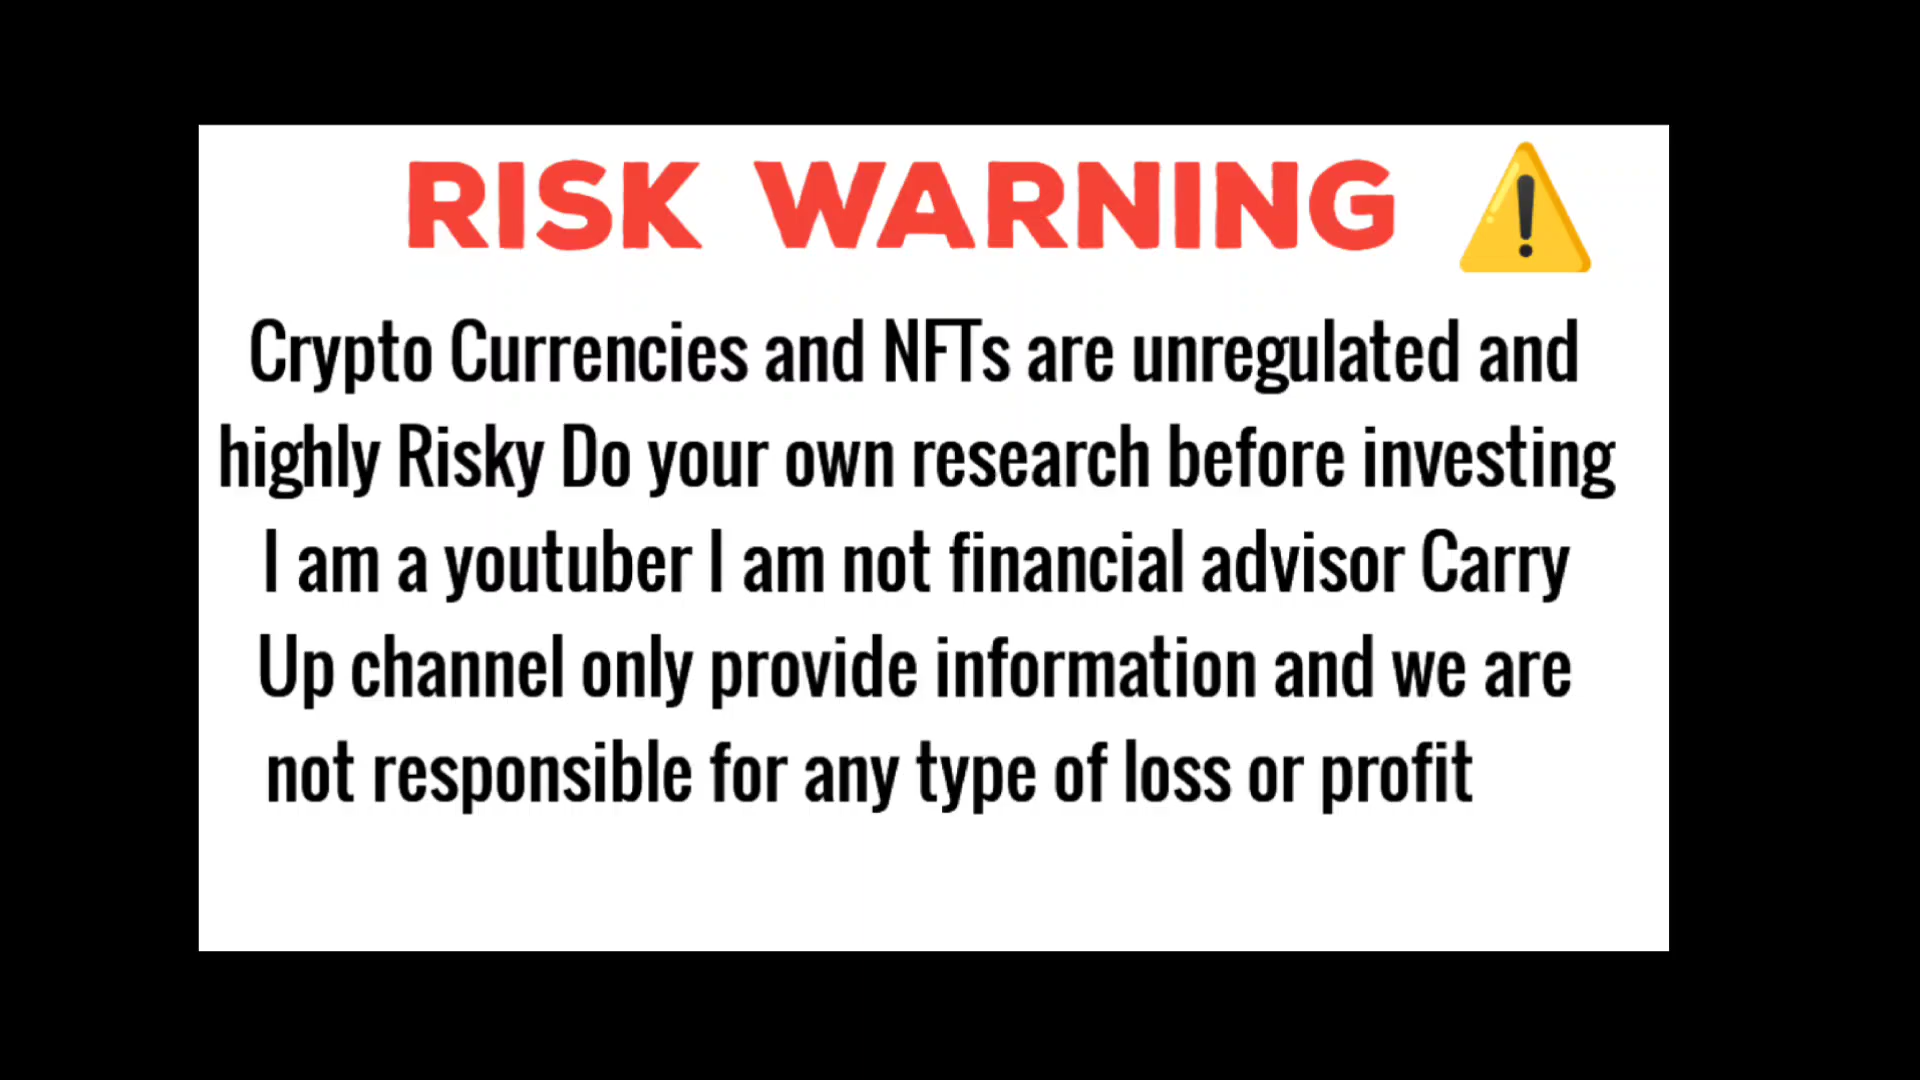 RISK WARNING ⚠️
Crypto Currencies and NFTs are unregulated and
highly Risky Do your own research before investing
I am a youtuber I am not financial advisor Carry
Up channel only provide information and we are
not responsible for any type of loss or profit